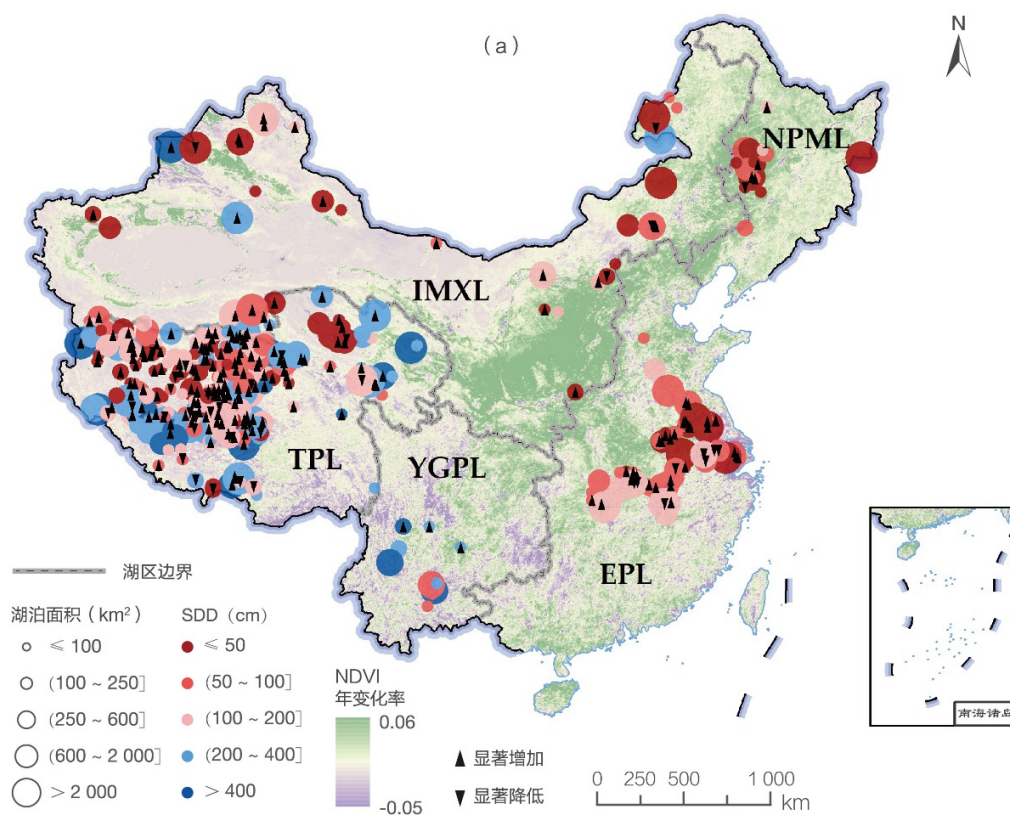 (a)
N
NPML
IMXL
TPL
YGPL
EPL
湖区边界
湖泊面积（km²）
≤ 100
(100 ~ 250]
(250 ~ 600]
(600 ~ 2 000]
> 2 000
SDD（cm）
≤ 50
(50 ~ 100]
(100 ~ 200]
(200 ~ 400]
> 400
NDVI
年变化率
0.06
-0.05
显著增加
显著降低
0 250 500 1 000
km
南海诸岛